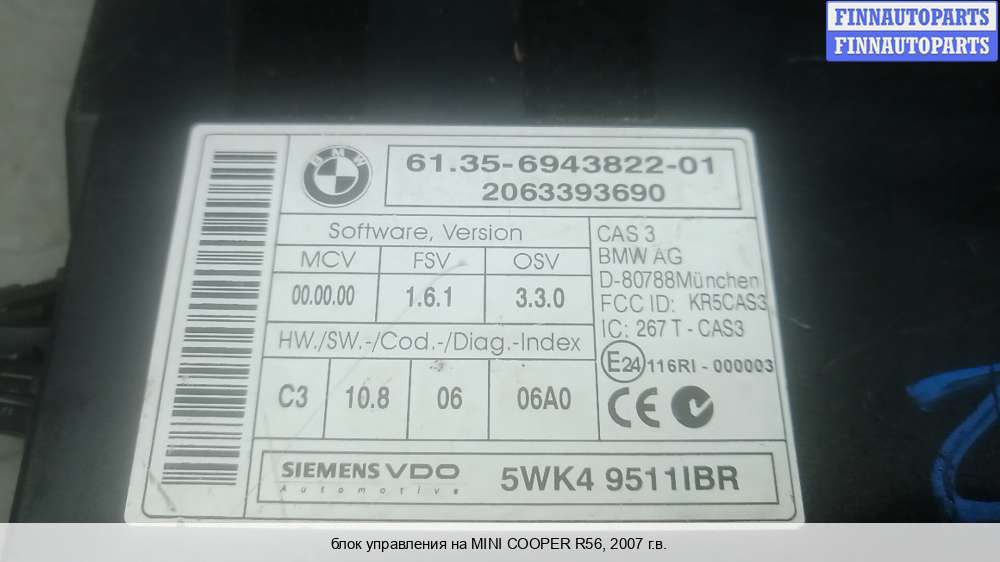 FINNAUTOPARTS
FINNAUTOPARTS
BMW
61.35-6943822-01
2063393690
Software, Version
MCV FSV OSV
00.00.00 1.6.1 3.3.0
HW./SW.-/Cod.-/Diag.-Index
C3 10.8 06 06A0
CAS 3
BMW AG
D-80788München
FCC ID: KR5CAS3
IC: 267 T - CAS3
E24 116RI - 000003
CE
SIEMENS VDO
Automotive
5WK4 9511IBR
блок управления на MINI COOPER R56, 2007 г.в.